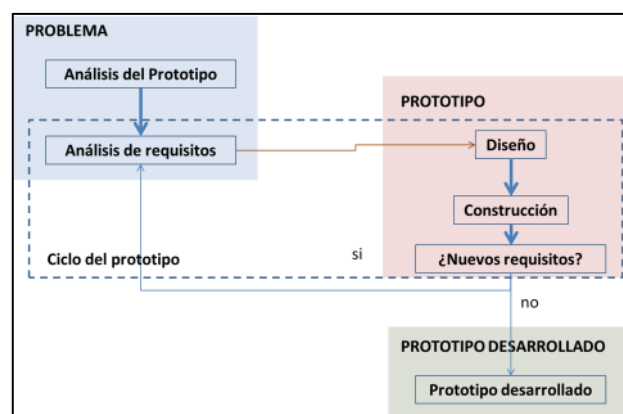 PROBLEMA
Análisis del Prototipo
Análisis de requisitos
PROTOTIPO
Diseño
Construcción
¿Nuevos requisitos?
Ciclo del prototipo
si
no
PROTOTIPO DESARROLLADO
Prototipo desarrollado